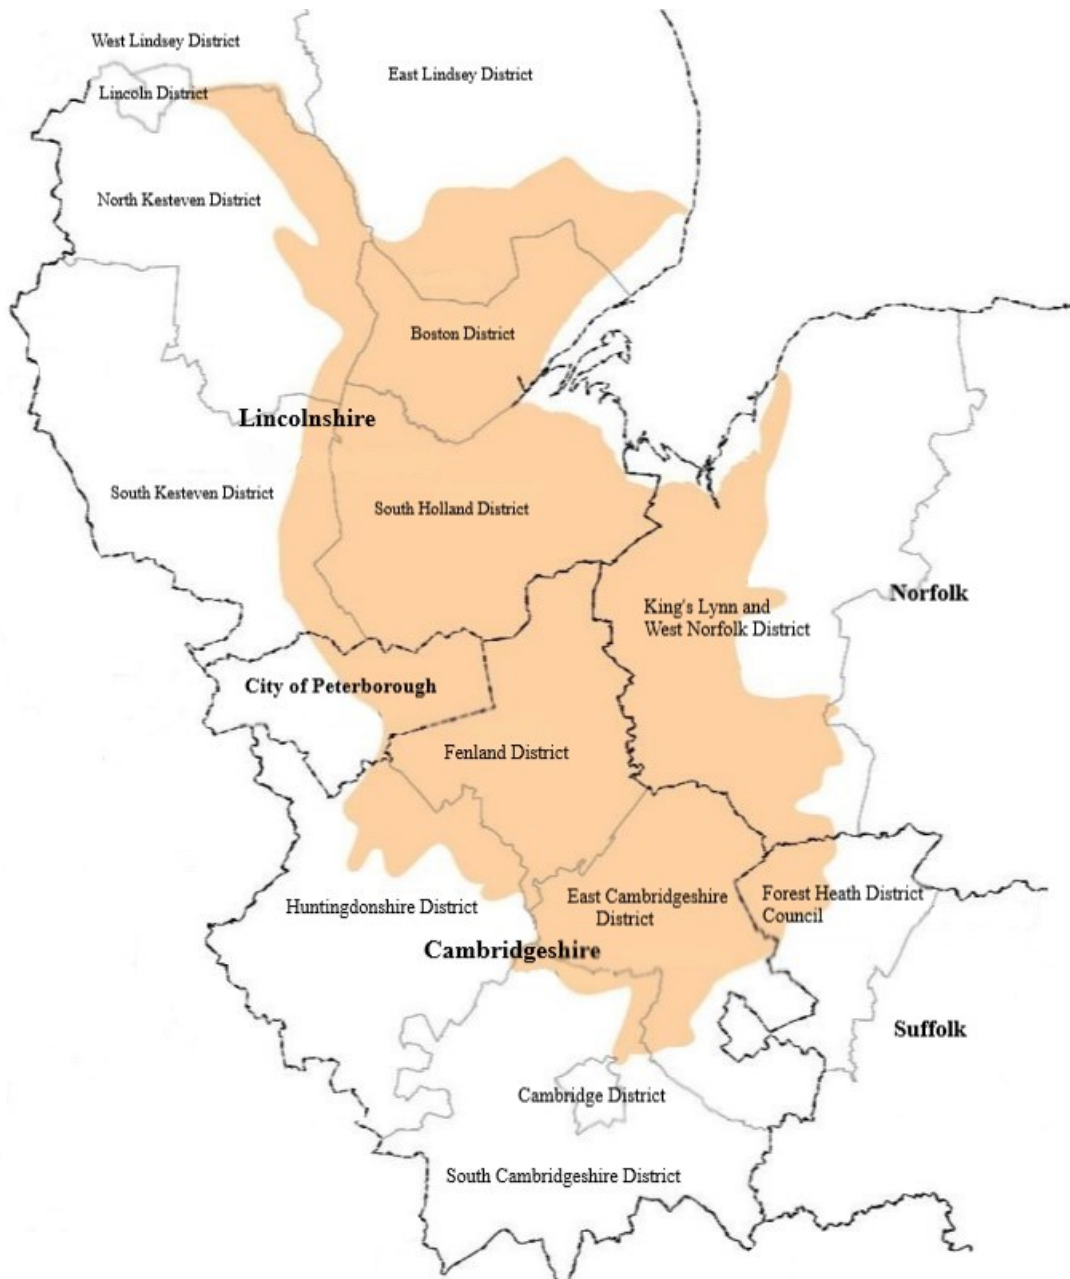 West Lindsey District
East Lindsey District
Lincoln District
North Kesteven District
Boston District
Lincolnshire
South Kesteven District
South Holland District
Norfolk
King's Lynn and
West Norfolk District
City of Peterborough
Fenland District
East Cambridgeshire
District
Forest Heath District
Council
Huntingdonshire District
Cambridgeshire
Suffolk
Cambridge District
South Cambridgeshire District